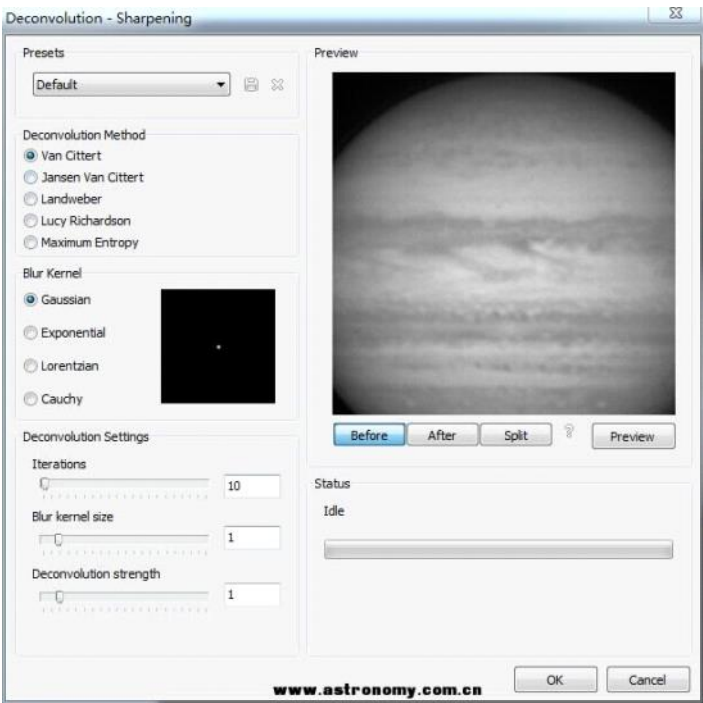 Deconvolution - Sharpening
Presets
Default
Deconvolution Method
Van Cittert
Jansen Van Cittert
Landweber
Lucy Richardson
Maximum Entropy
Blur Kernel
Gaussian
Exponential
Lorentzian
Cauchy
Deconvolution Settings
Iterations
10
Blur kernel size
1
Deconvolution strength
1
Preview
Before After Split ? Preview
Status
Idle
OK Cancel
www.astronomy.com.cn